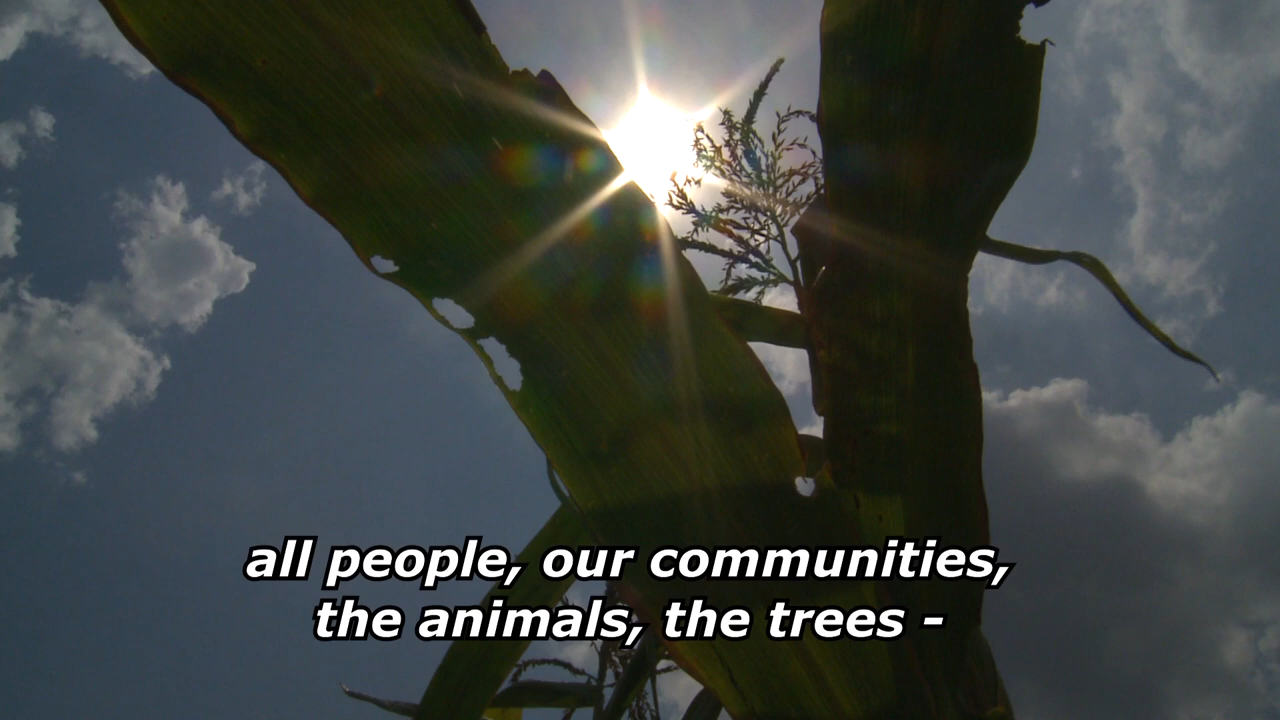 all people, our communities,
the animals, the trees -